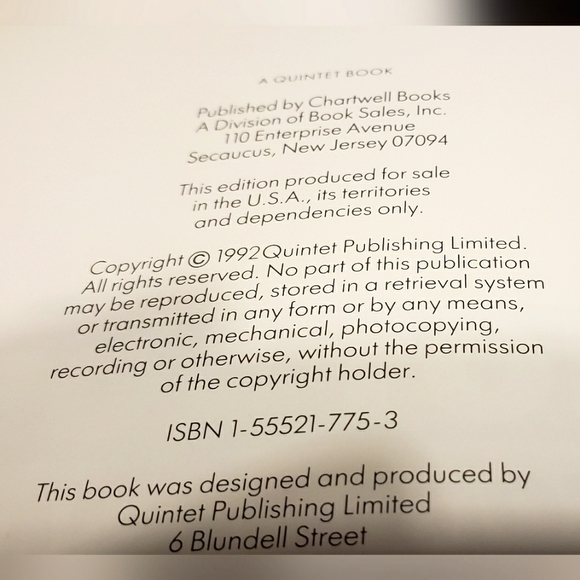 A QUINTET BOOK
Published by Chartwell Books
A Division of Book Sales, Inc.
110 Enterprise Avenue
Secaucus, New Jersey 07094
This edition produced for sale
in the U.S.A., its territories
and dependencies only.
Copyright © 1992 Quintet Publishing Limited.
All rights reserved. No part of this publication
may be reproduced, stored in a retrieval system
or transmitted in any form or by any means,
electronic, mechanical, photocopying,
recording or otherwise, without the permission
of the copyright holder.
ISBN 1-55521-775-3
This book was designed and produced by
Quintet Publishing Limited
6 Blundell Street